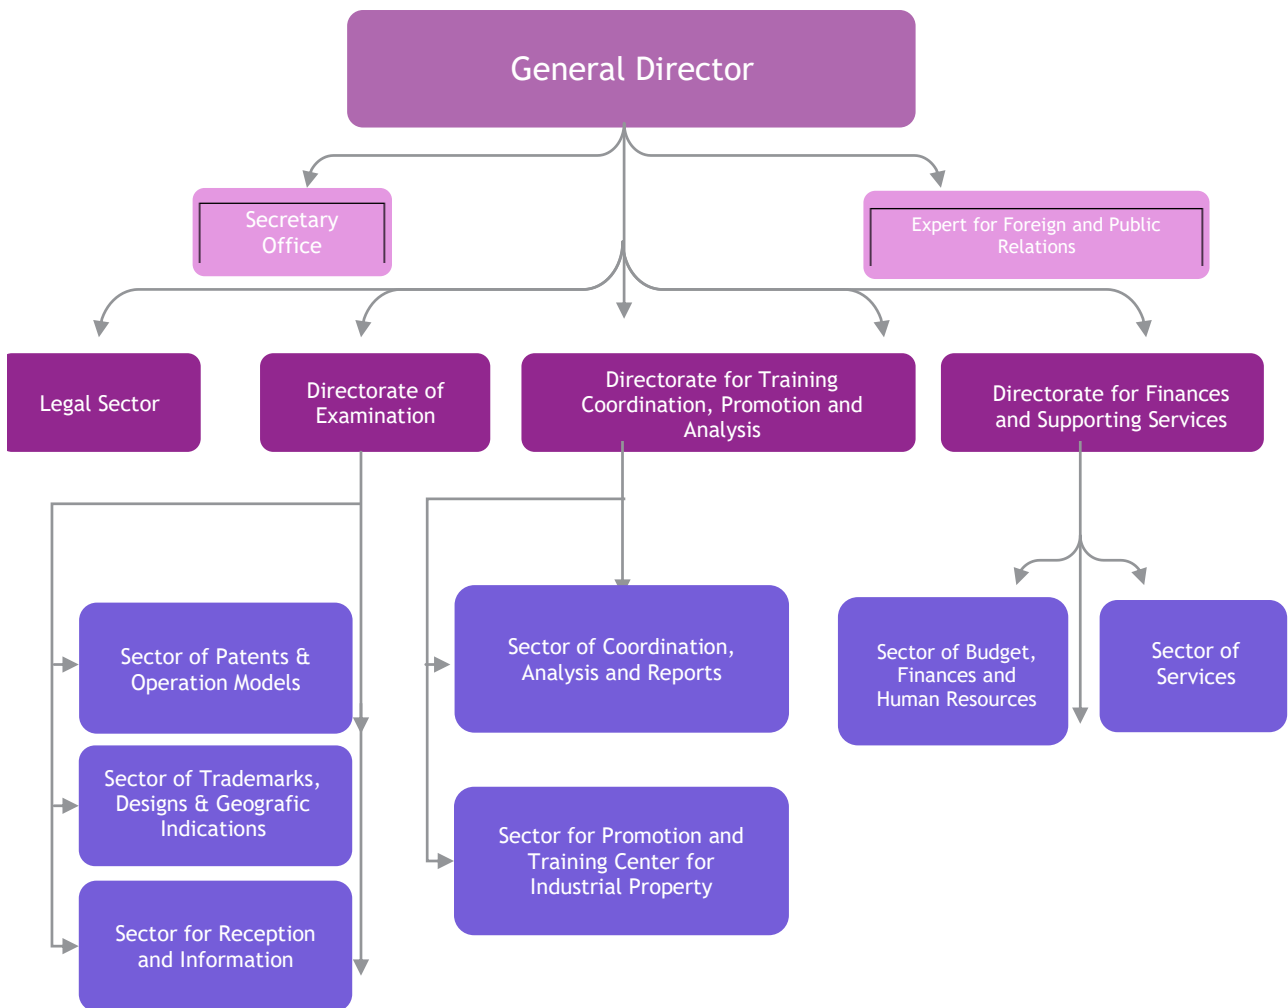 General Director
Secretary
Office
Expert for Foreign and Public
Relations
Legal Sector
Directorate of
Examination
Directorate for Training
Coordination, Promotion and
Analysis
Directorate for Finances
and Supporting Services
Sector of Patents &
Operation Models
Sector of Trademarks,
Designs & Geografic
Indications
Sector for Reception
and Information
Sector of Coordination,
Analysis and Reports
Sector for Promotion and
Training Center for
Industrial Property
Sector of Budget,
Finances and
Human Resources
Sector of
Services